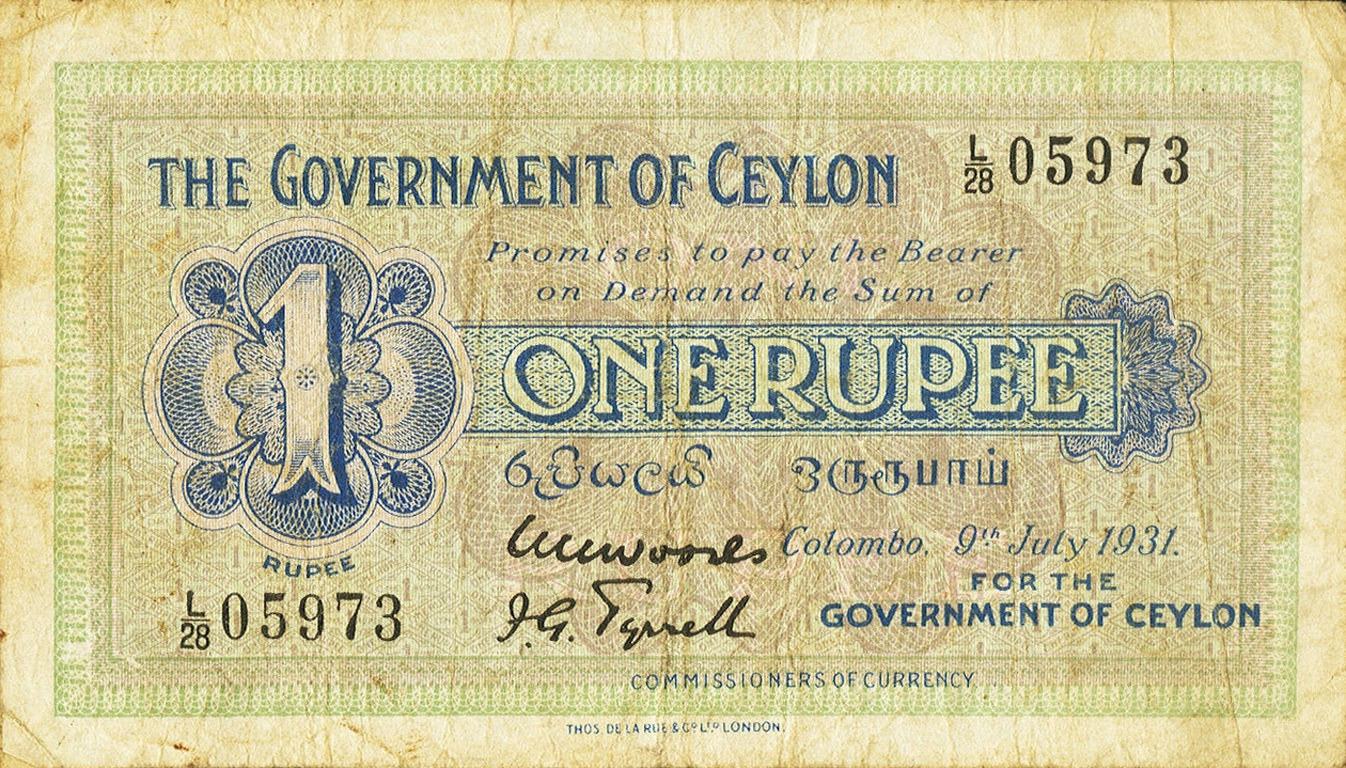 THE GOVERNMENT OF CEYLON
L/28 05973
Promises to pay the Bearer
on Demand the Sum of
1
ONE RUPEE
රුපියලයි ஒருரூபாய்
Colombo, 9th July 1931.
RUPEE
FOR THE
L/28 05973
J.G. Tyrrell
GOVERNMENT OF CEYLON
COMMISSIONERS OF CURRENCY.
THOS. DE LA RUE & CO. LTD. LONDON.